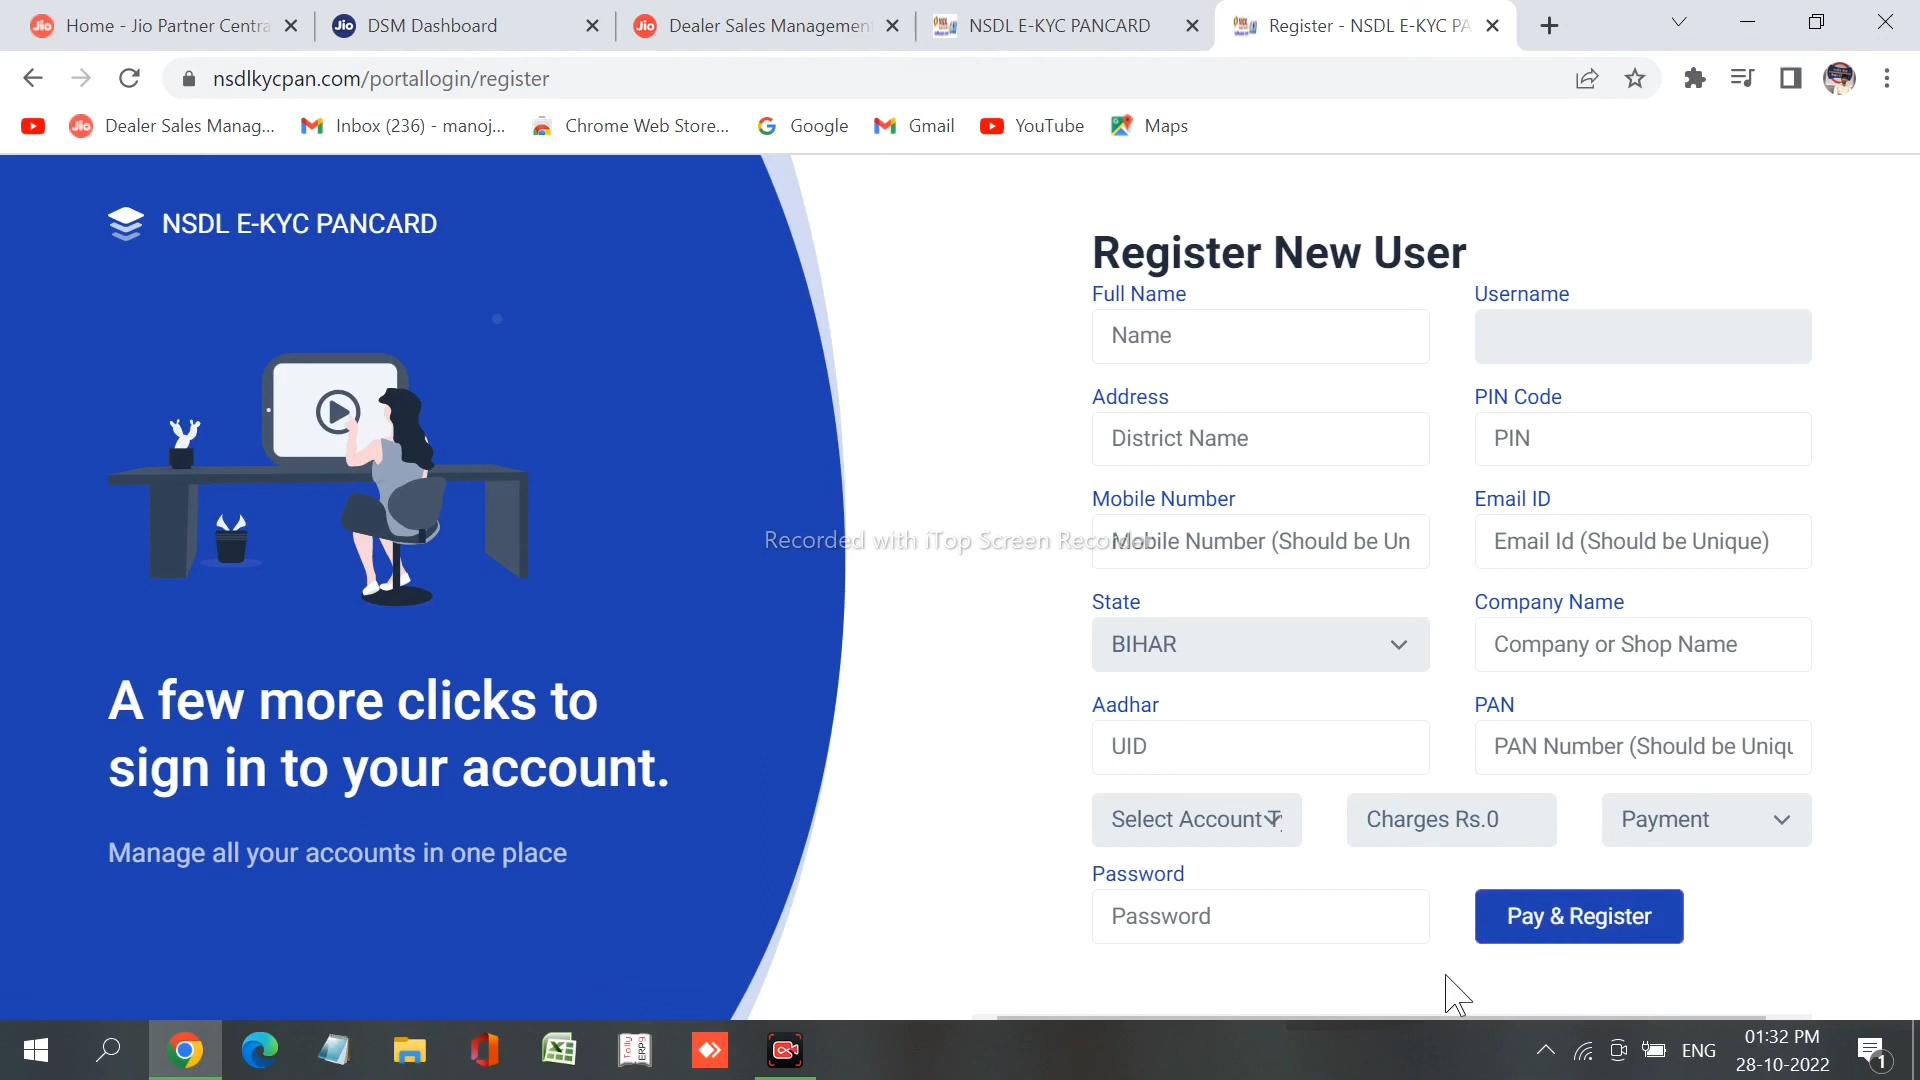 Home - Jio Partner Centra
DSM Dashboard
Dealer Sales Management
NSDL E-KYC PANCARD
Register - NSDL E-KYC PA
nsdlkycpan.com/portallogin/register
Jio Dealer Sales Manag...
Inbox (236) - manoj...
Chrome Web Store...
Google
Gmail
YouTube
Maps
NSDL E-KYC PANCARD
A few more clicks to
sign in to your account.
Manage all your accounts in one place
Register New User
Full Name
Username
Name
Address
PIN Code
District Name
PIN
Mobile Number
Email ID
Recorded with iTop Screen Recorder
Mobile Number (Should be Un
Email Id (Should be Unique)
State
Company Name
BIHAR
Company or Shop Name
Aadhar
PAN
UID
PAN Number (Should be Uniqu
Select Account Ty
Charges Rs.0
Payment
Password
Password
Pay & Register
ENG
01:32 PM
28-10-2022
1